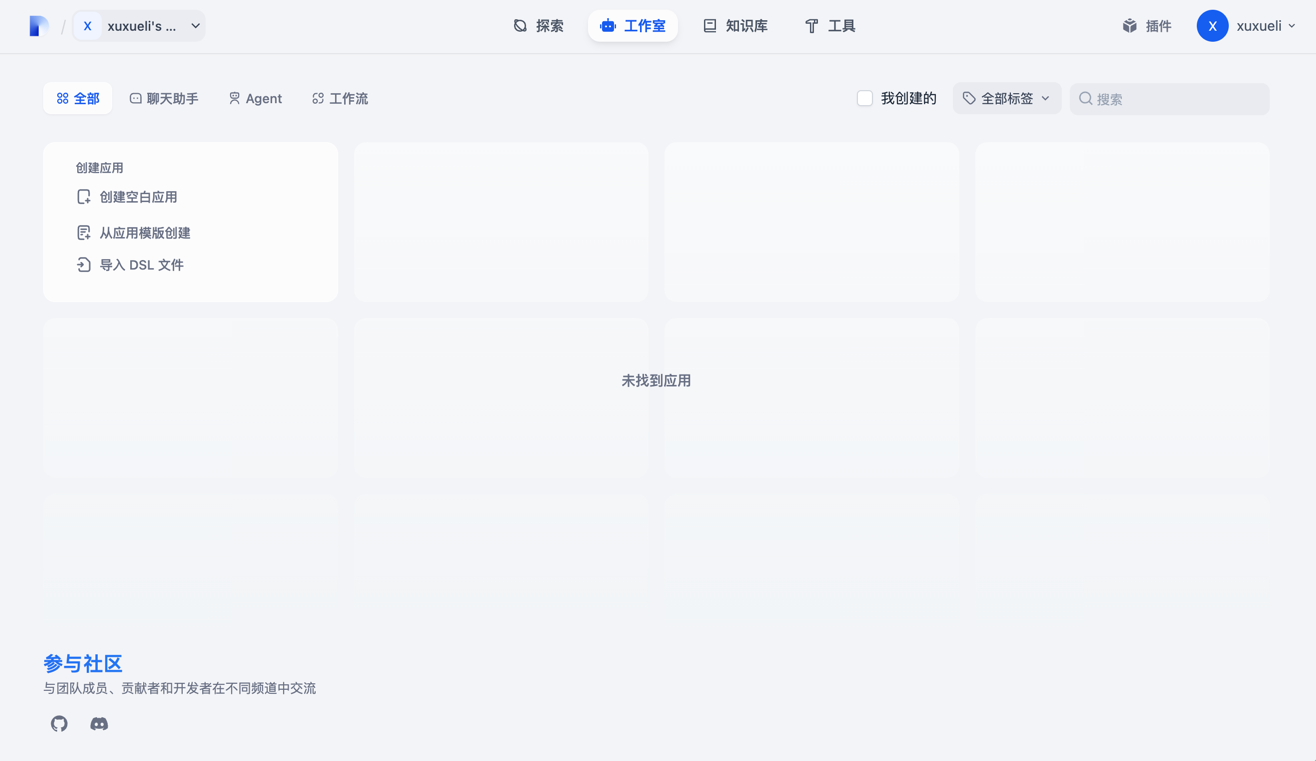 / X xuxueli's ... 探索 工作室 知识库 工具 插件 X xuxueli
全部 聊天助手 Agent 工作流 我创建的 全部标签 搜索
创建应用
创建空白应用
从应用模版创建
导入 DSL 文件
未找到应用
参与社区
与团队成员、贡献者和开发者在不同频道中交流